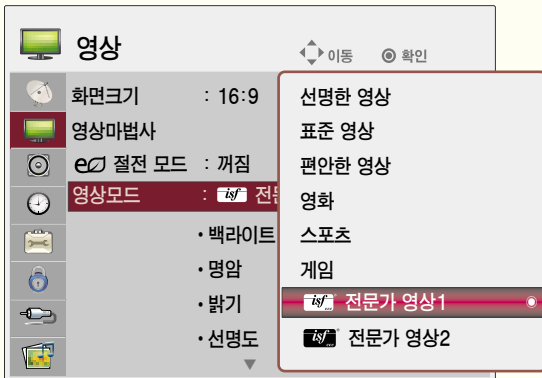 영상
이동 확인
화면크기 : 16:9
영상마법사
eco 절전 모드 : 꺼짐
영상모드 : isf 전문
• 백라이트
• 명암
• 밝기
• 선명도
선명한 영상
표준 영상
편안한 영상
영화
스포츠
게임
isf 전문가 영상1
isf 전문가 영상2